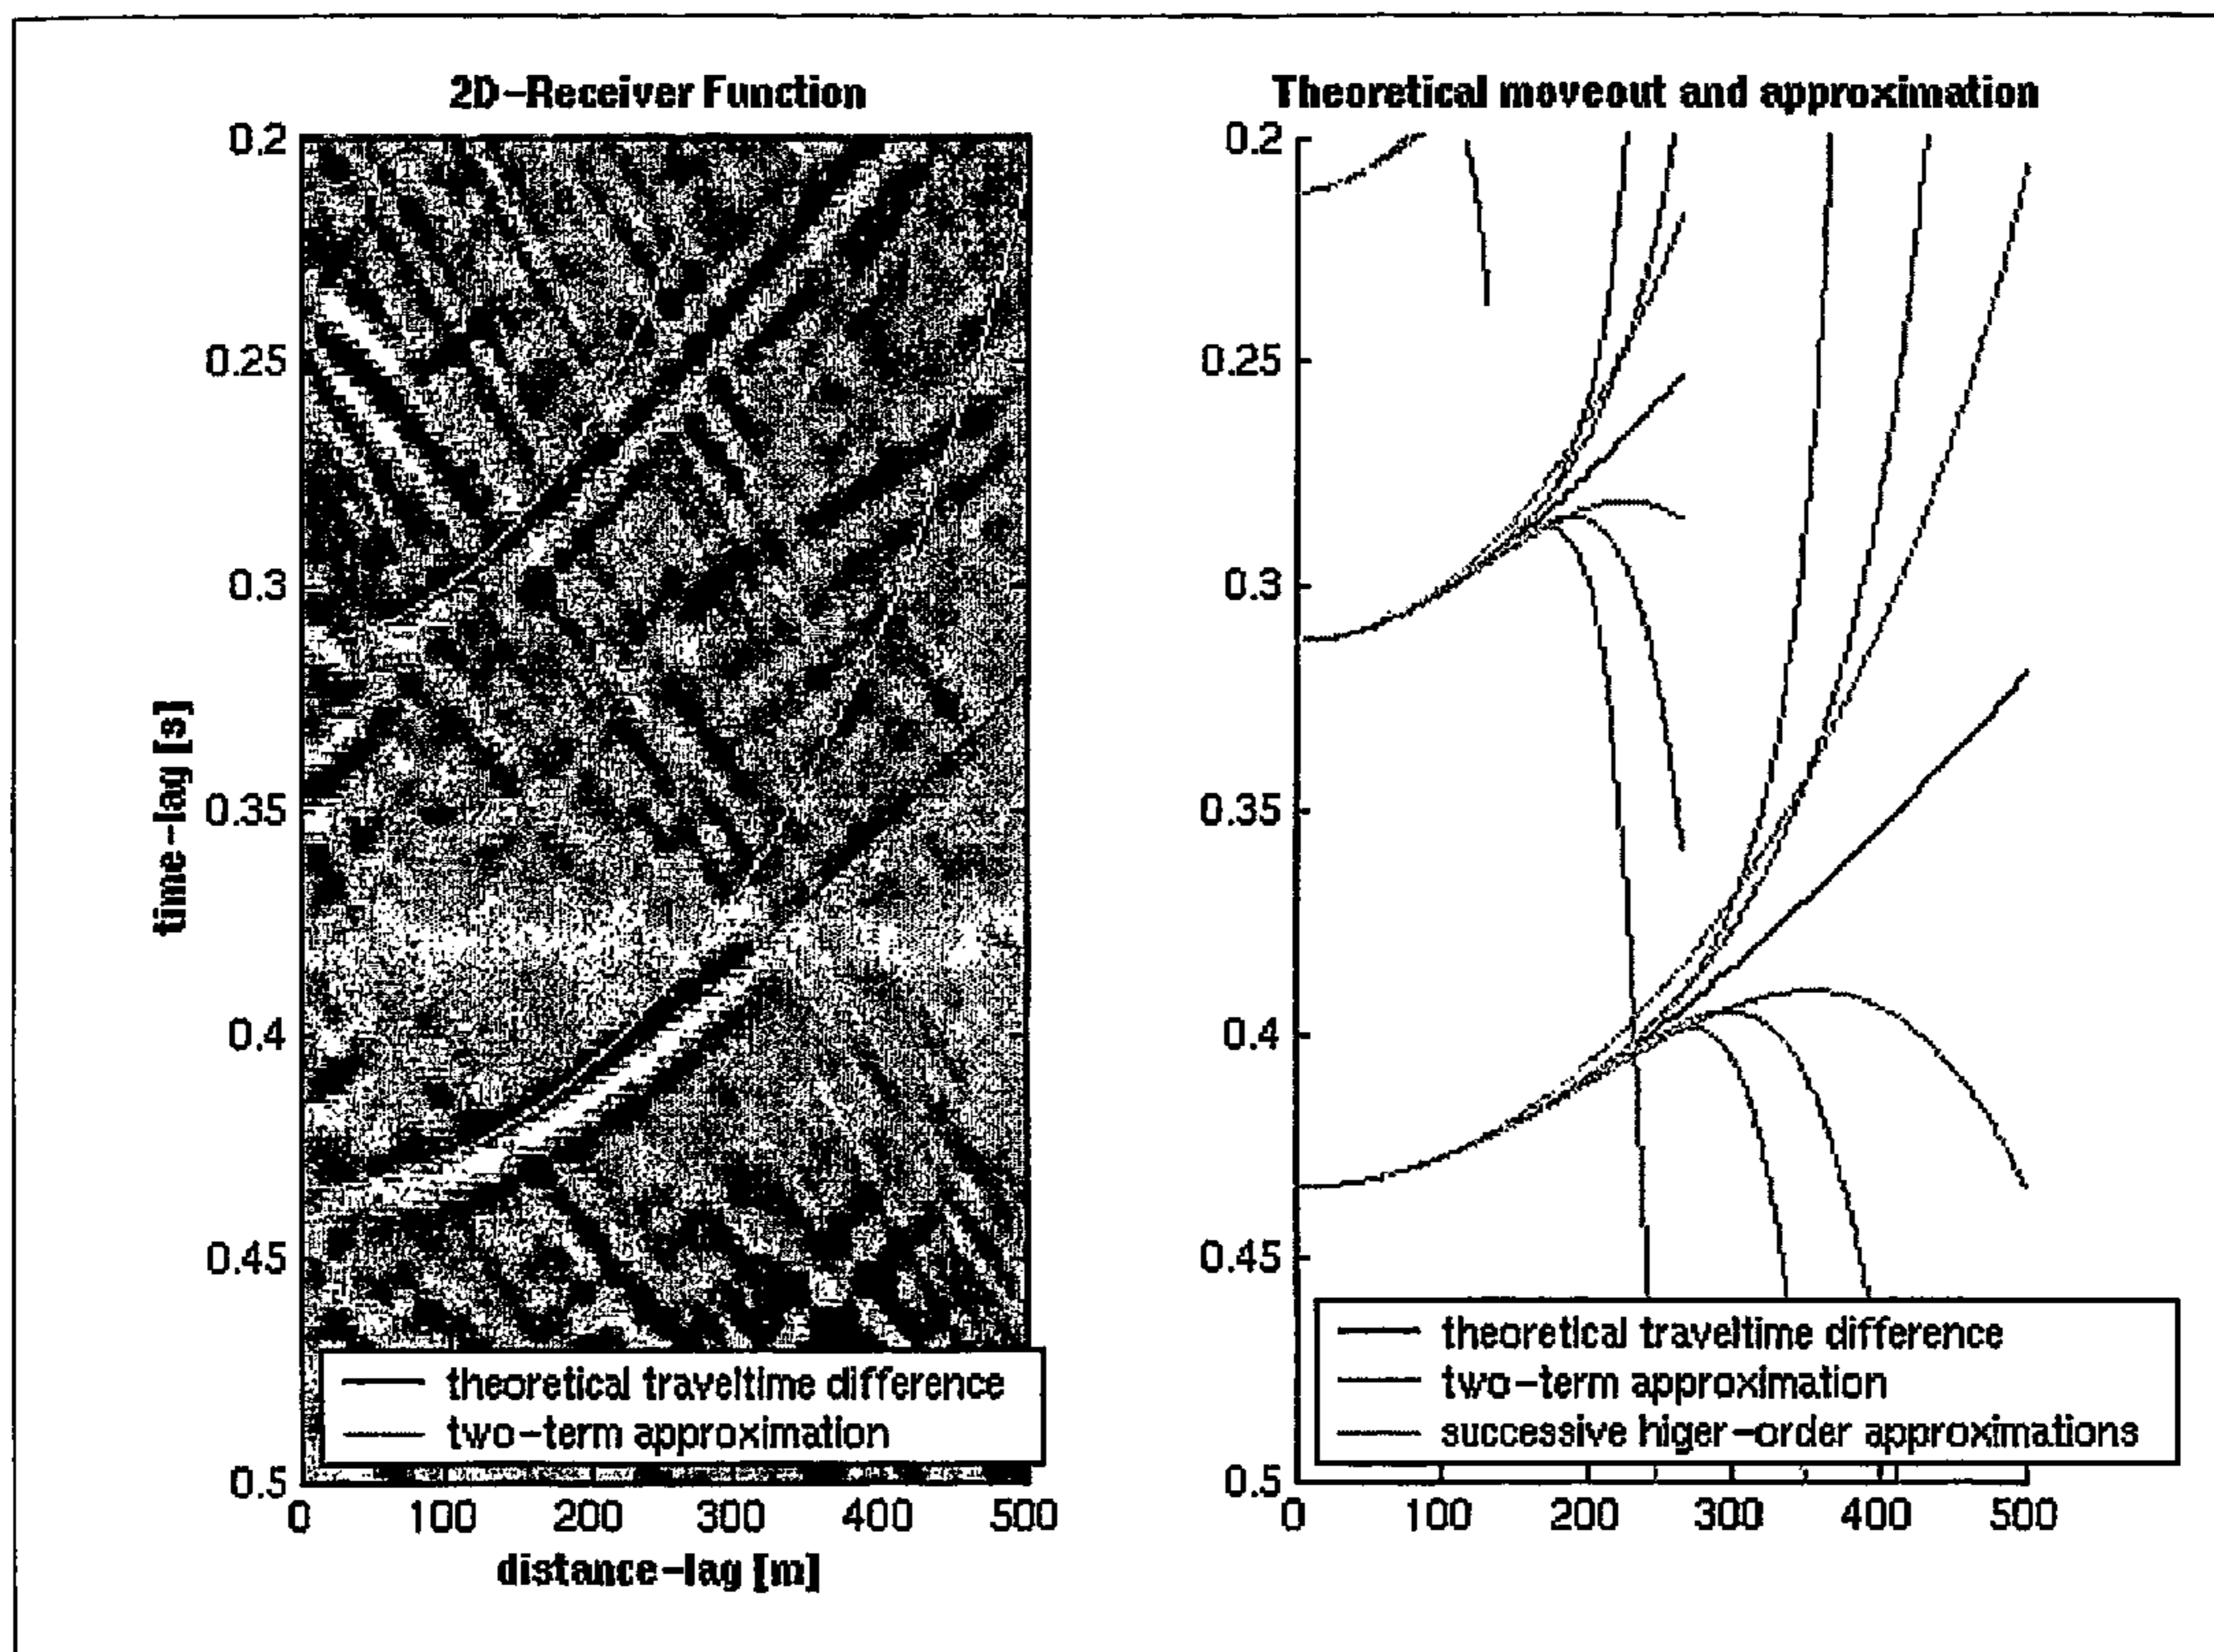 2D-Receiver Function
0.2
0.25
0.3
0.35
0.4
0.45
0.5
time-lag [s]
theoretical traveltime difference
two-term approximation
0 100 200 300 400 500
distance-lag [m]
Theoretical moveout and approximation
0.2
0.25
0.3
0.35
0.4
0.45
0.5
theoretical traveltime difference
two-term approximation
successive higer-order approximations
0 100 200 300 400 500